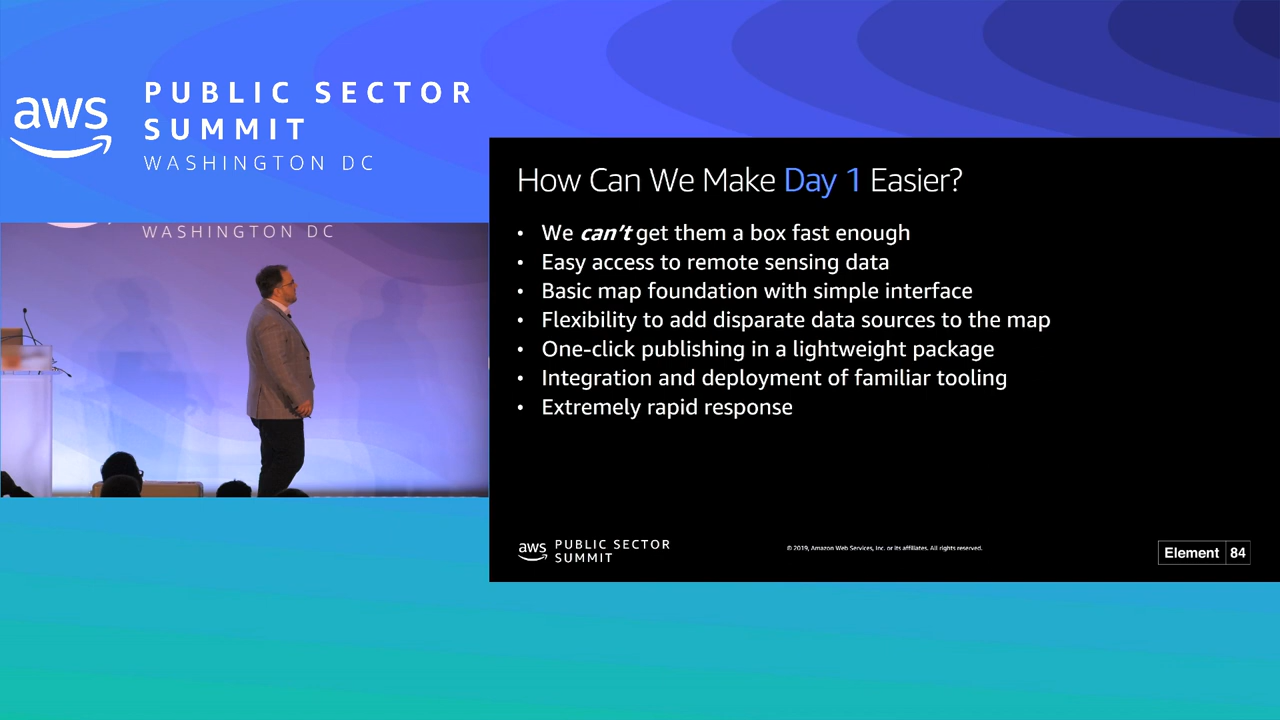 aws
PUBLIC SECTOR
SUMMIT
WASHINGTON DC
WASHINGTON DC
How Can We Make Day 1 Easier?
• We can't get them a box fast enough
• Easy access to remote sensing data
• Basic map foundation with simple interface
• Flexibility to add disparate data sources to the map
• One-click publishing in a lightweight package
• Integration and deployment of familiar tooling
• Extremely rapid response
aws
PUBLIC SECTOR
SUMMIT
© 2019, Amazon Web Services, Inc. or its affiliates. All rights reserved.
Element 84